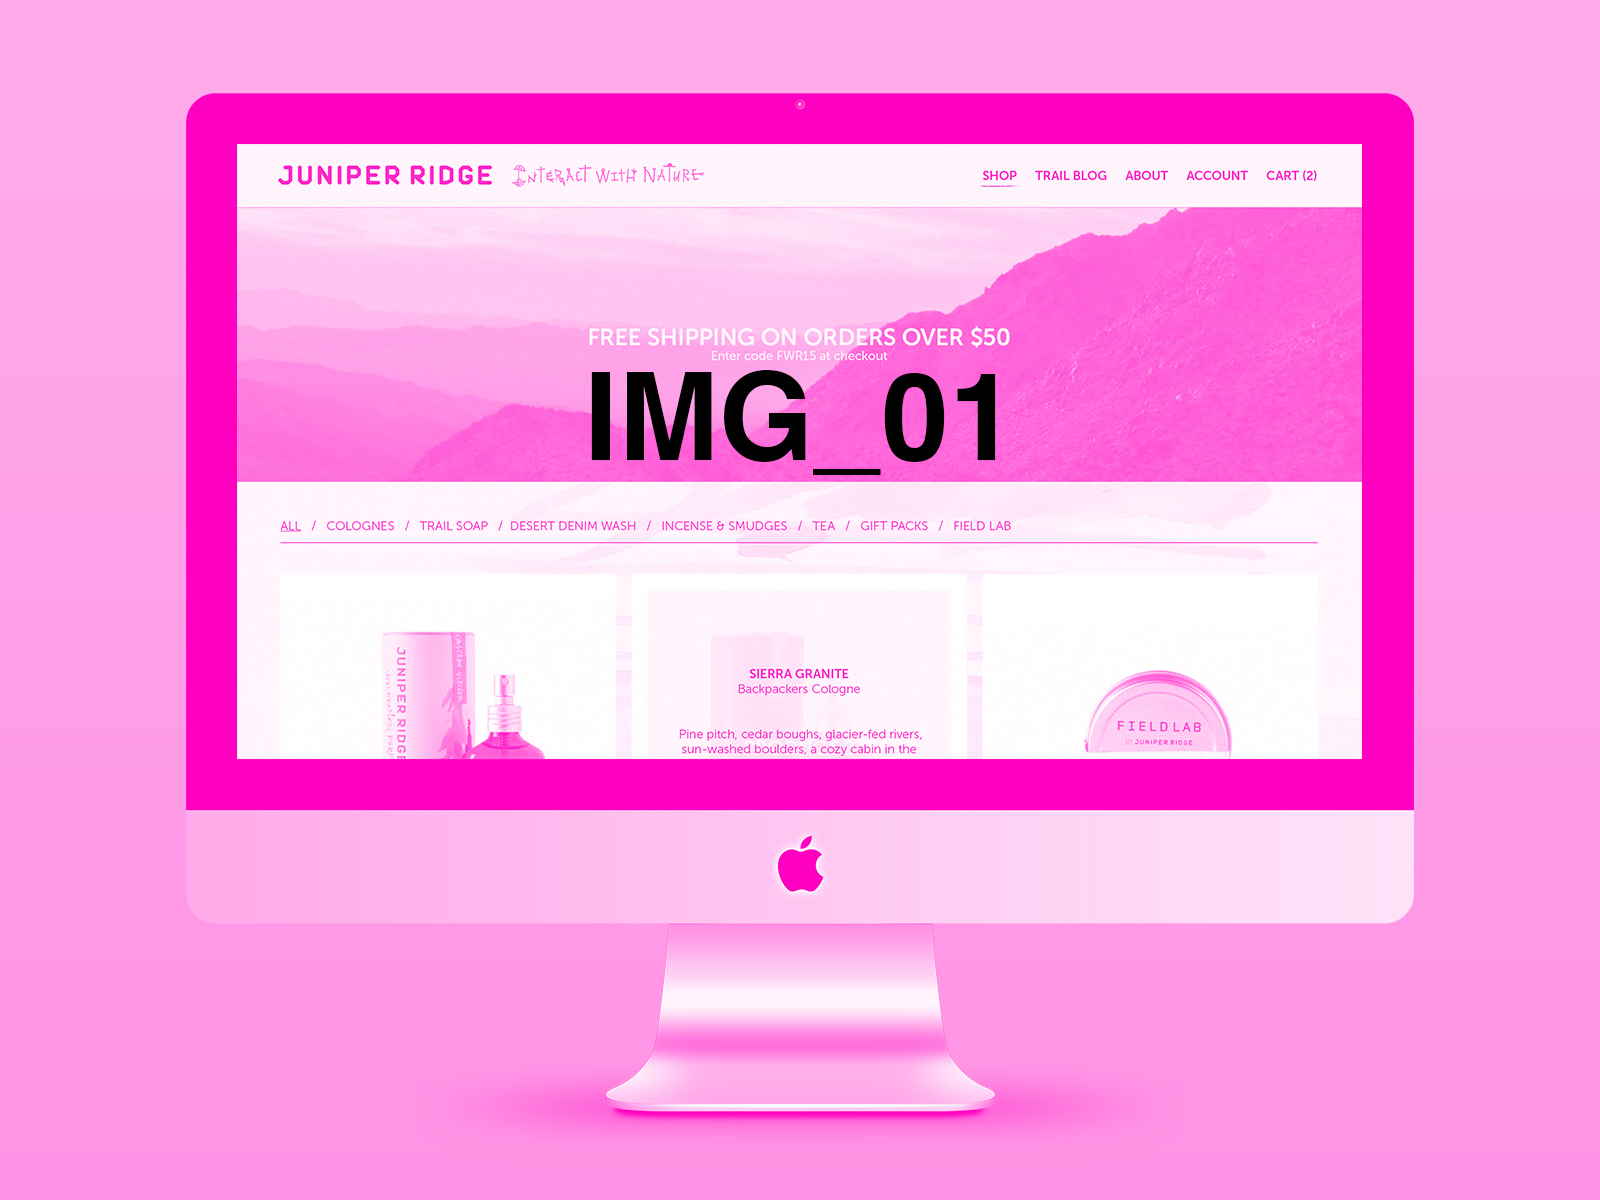 JUNIPER RIDGE INTERACT WITH NATURE SHOP TRAIL BLOG ABOUT ACCOUNT CART (2)
FREE SHIPPING ON ORDERS OVER $50
Enter code FWR15 at checkout
IMG_01
ALL / COLOGNES / TRAIL SOAP / DESERT DENIM WASH / INCENSE & SMUDGES / TEA / GIFT PACKS / FIELD LAB
JUNIPER RIDGE
SIERRA GRANITE
Backpackers Cologne
Pine pitch, cedar boughs, glacier-fed rivers,
sun-washed boulders, a cozy cabin in the
FIELD LAB
BY JUNIPER RIDGE